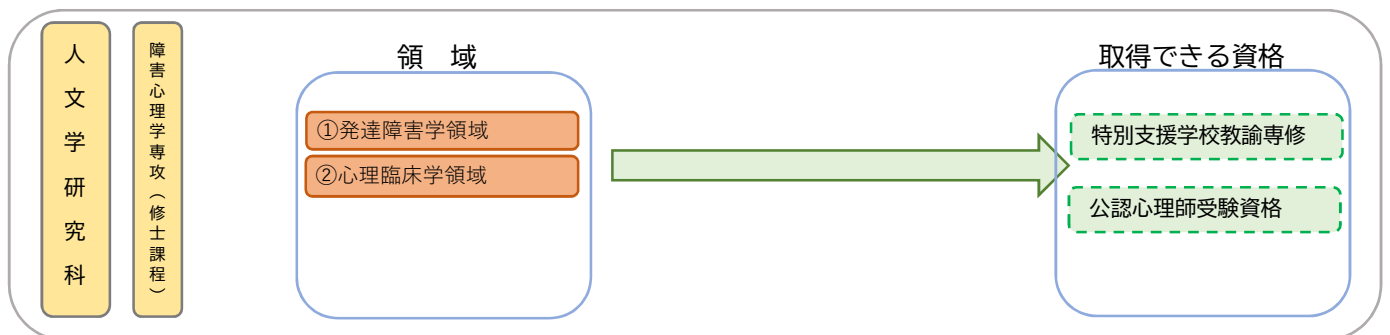 人文学研究科
障害心理学専攻（修士課程）
領　域
①発達障害学領域
②心理臨床学領域
取得できる資格
特別支援学校教諭専修
公認心理師受験資格